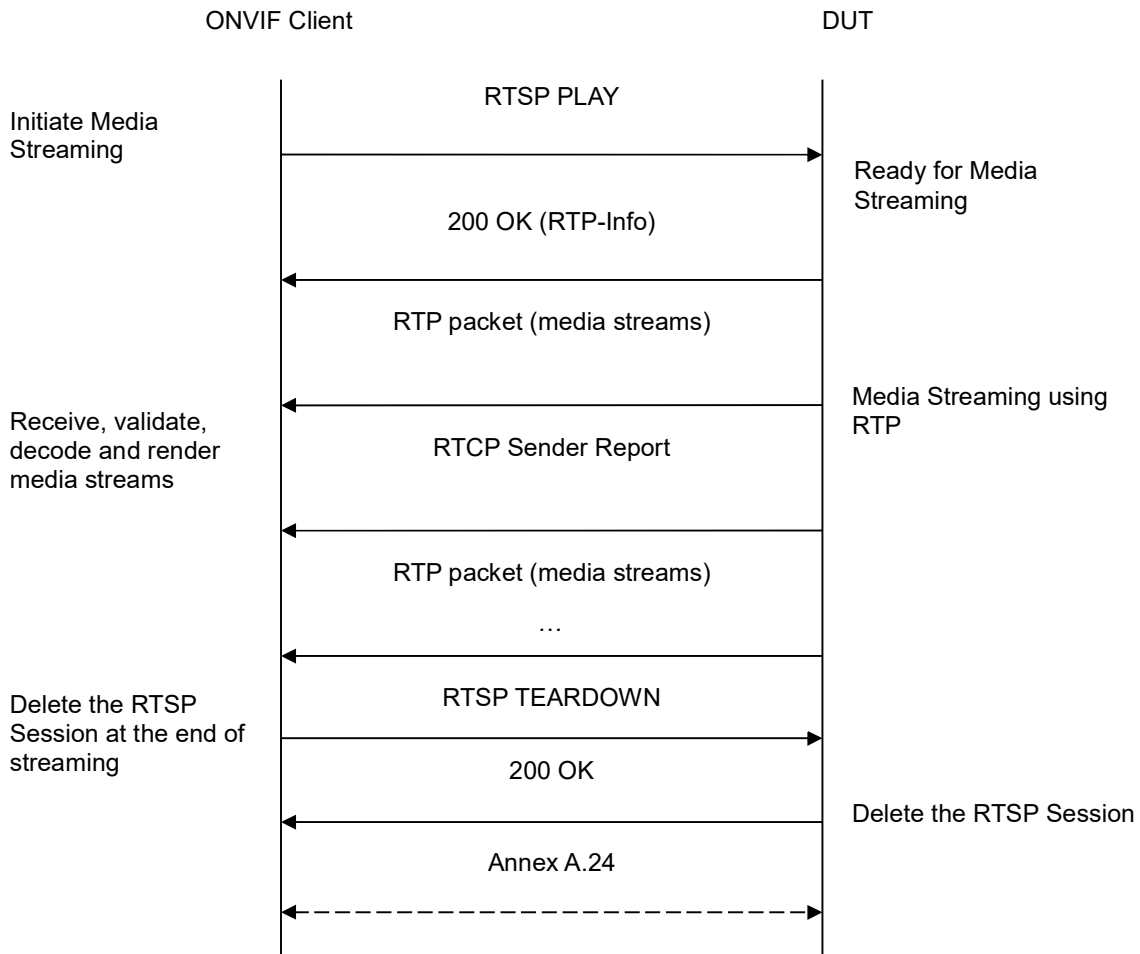 ONVIF Client
DUT
RTSP PLAY
Initiate Media
Streaming
Ready for Media
Streaming
200 OK (RTP-Info)
RTP packet (media streams)
Media Streaming using
RTP
Receive, validate,
decode and render
media streams
RTCP Sender Report
RTP packet (media streams)
…
RTSP TEARDOWN
Delete the RTSP
Session at the end of
streaming
200 OK
Delete the RTSP Session
Annex A.24